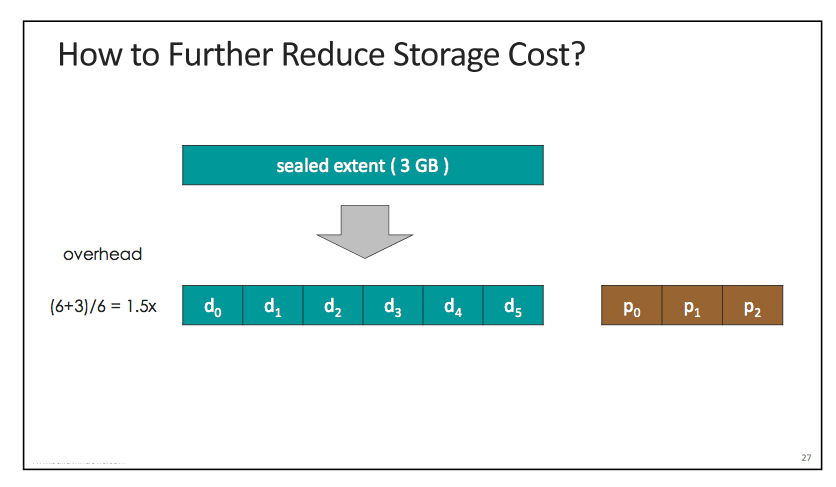 How to Further Reduce Storage Cost?
sealed extent ( 3 GB )
overhead
(6+3)/6 = 1.5x
d0 d1 d2 d3 d4 d5
p0 p1 p2
27